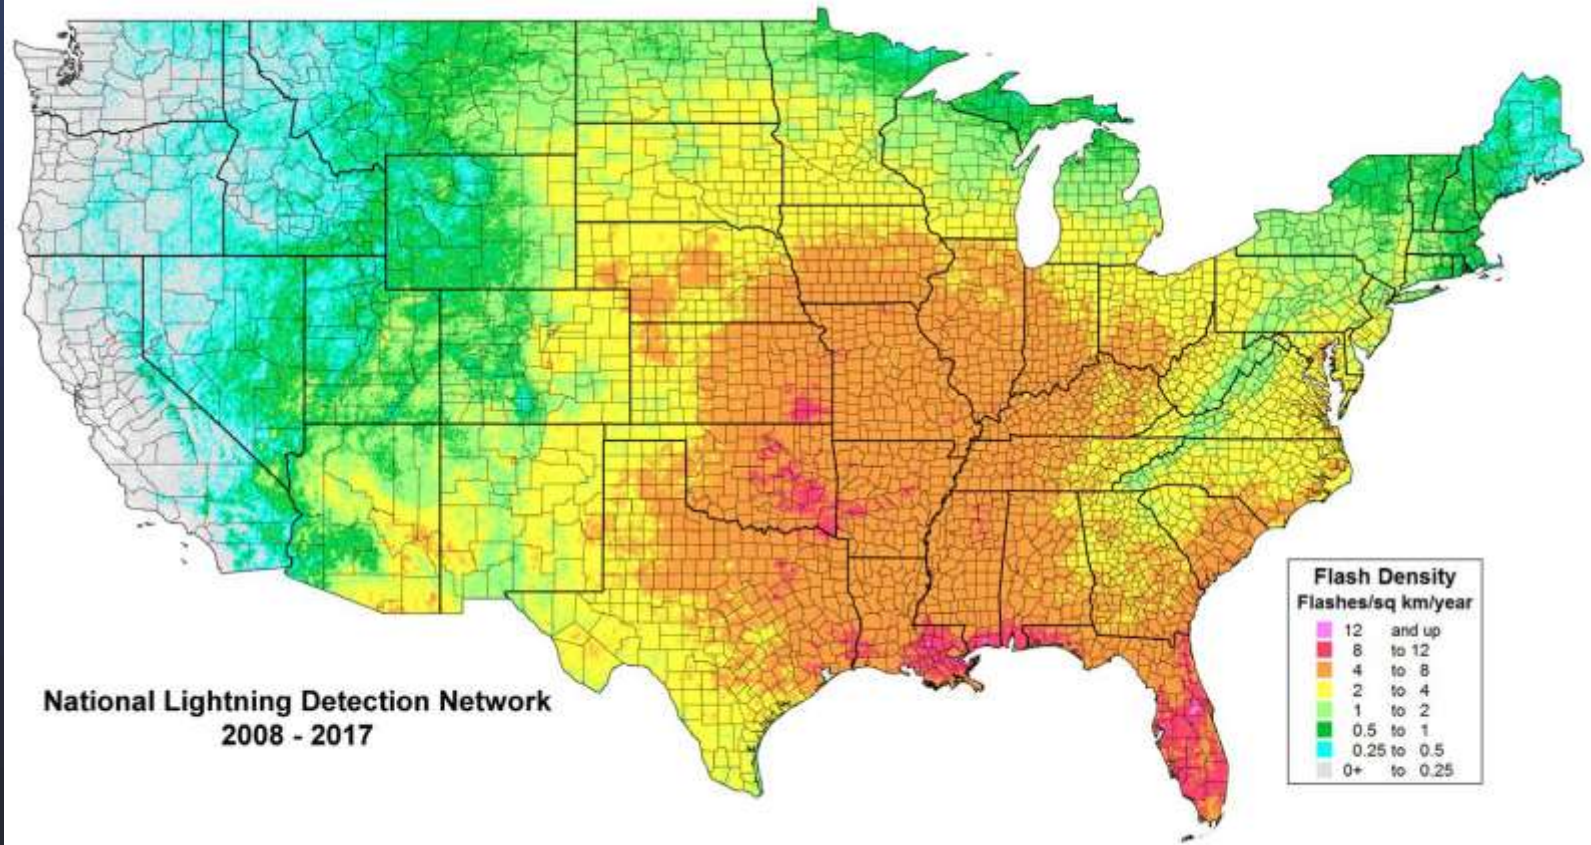 National Lightning Detection Network
2008 - 2017
Flash Density
Flashes/sq km/year
12 and up
8 to 12
4 to 8
2 to 4
1 to 2
0.5 to 1
0.25 to 0.5
0+ to 0.25